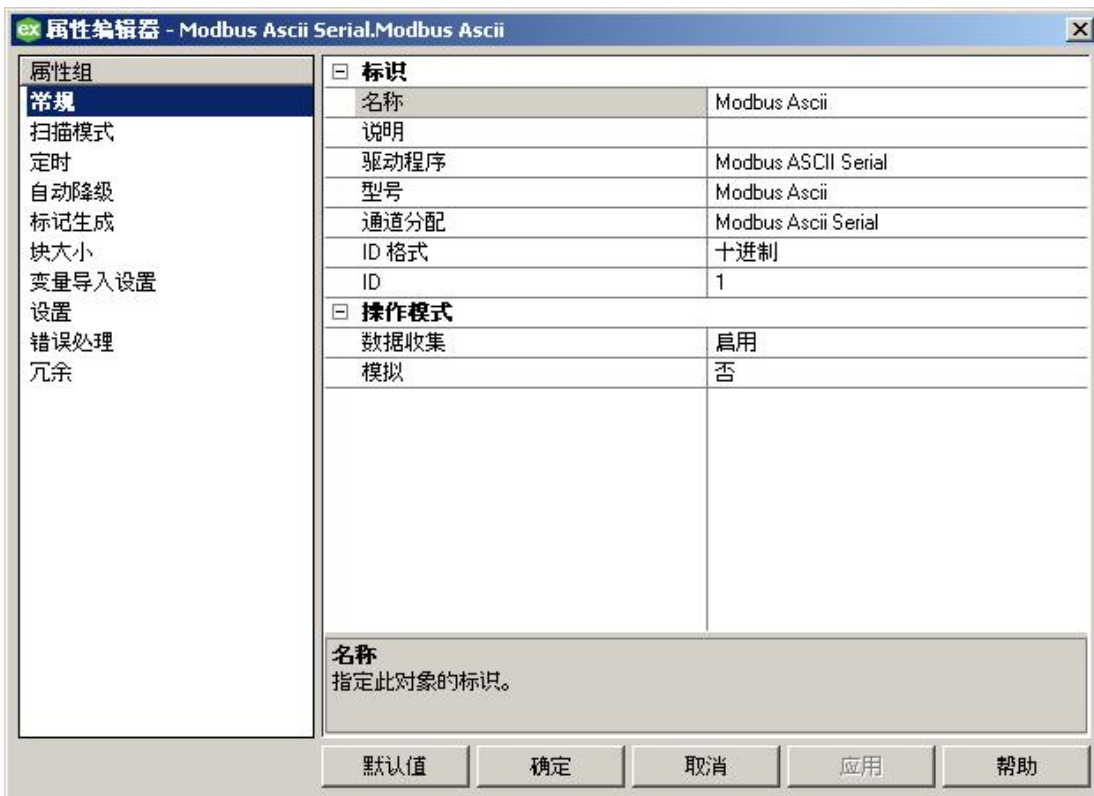 ex 属性编辑器 - Modbus Ascii Serial.Modbus Ascii
属性组
常规
扫描模式
定时
自动降级
标记生成
块大小
变量导入设置
设置
错误处理
冗余
标识
名称 Modbus Ascii
说明
驱动程序 Modbus ASCII Serial
型号 Modbus Ascii
通道分配 Modbus Ascii Serial
ID 格式 十进制
ID 1
操作模式
数据收集 启用
模拟 否
名称
指定此对象的标识。
默认值 确定 取消 应用 帮助